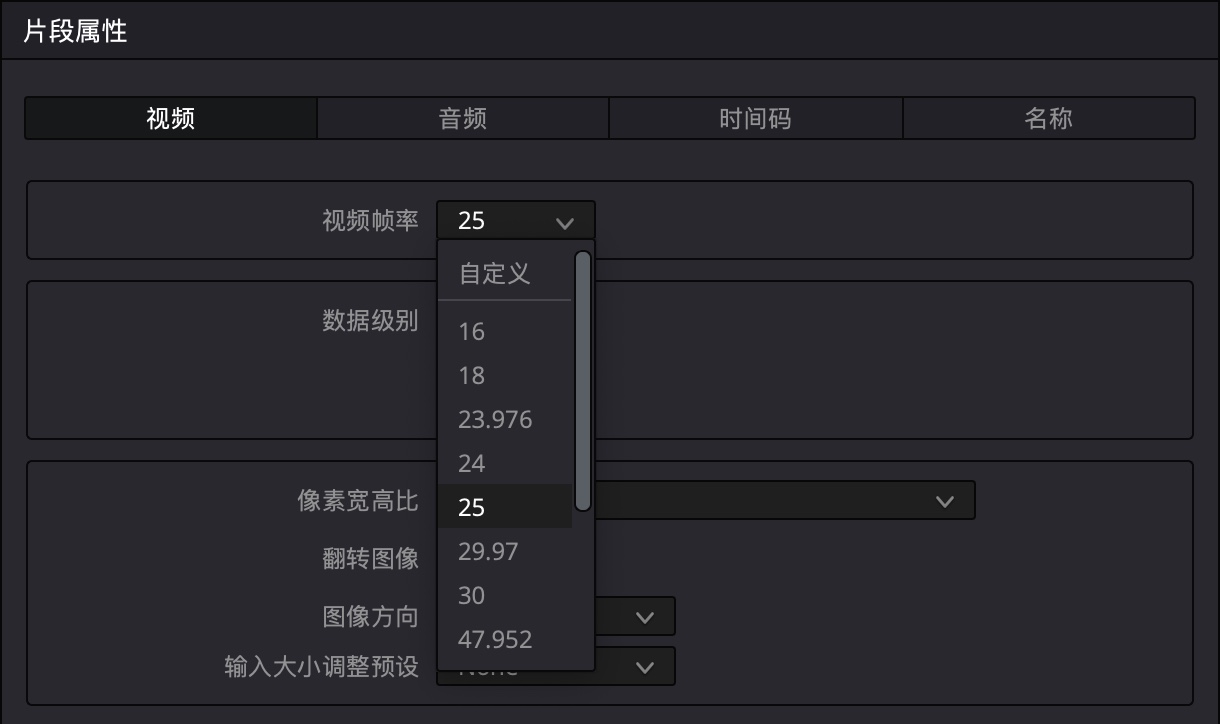 片段属性
视频 音频 时间码 名称
视频帧率 25
自定义
数据级别
16
18
23.976
24
像素宽高比
25
29.97
翻转图像
30
图像方向
47.952
输入大小调整预设 None